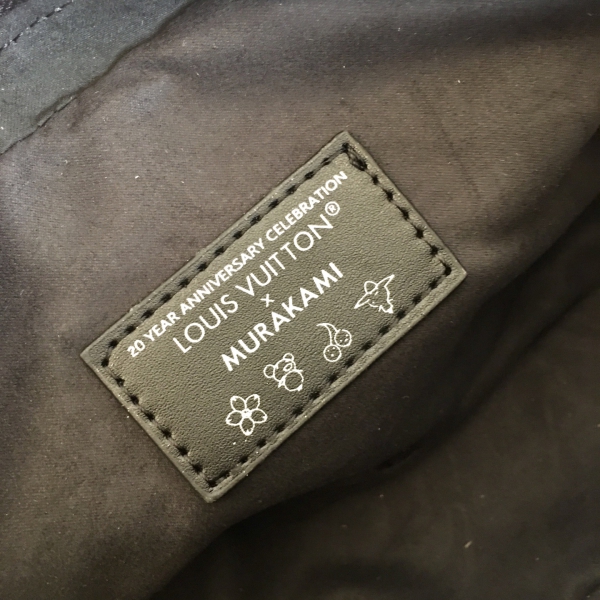 20 YEAR ANNIVERSARY CELEBRATION
LOUIS VUITTON®
×
MURAKAMI